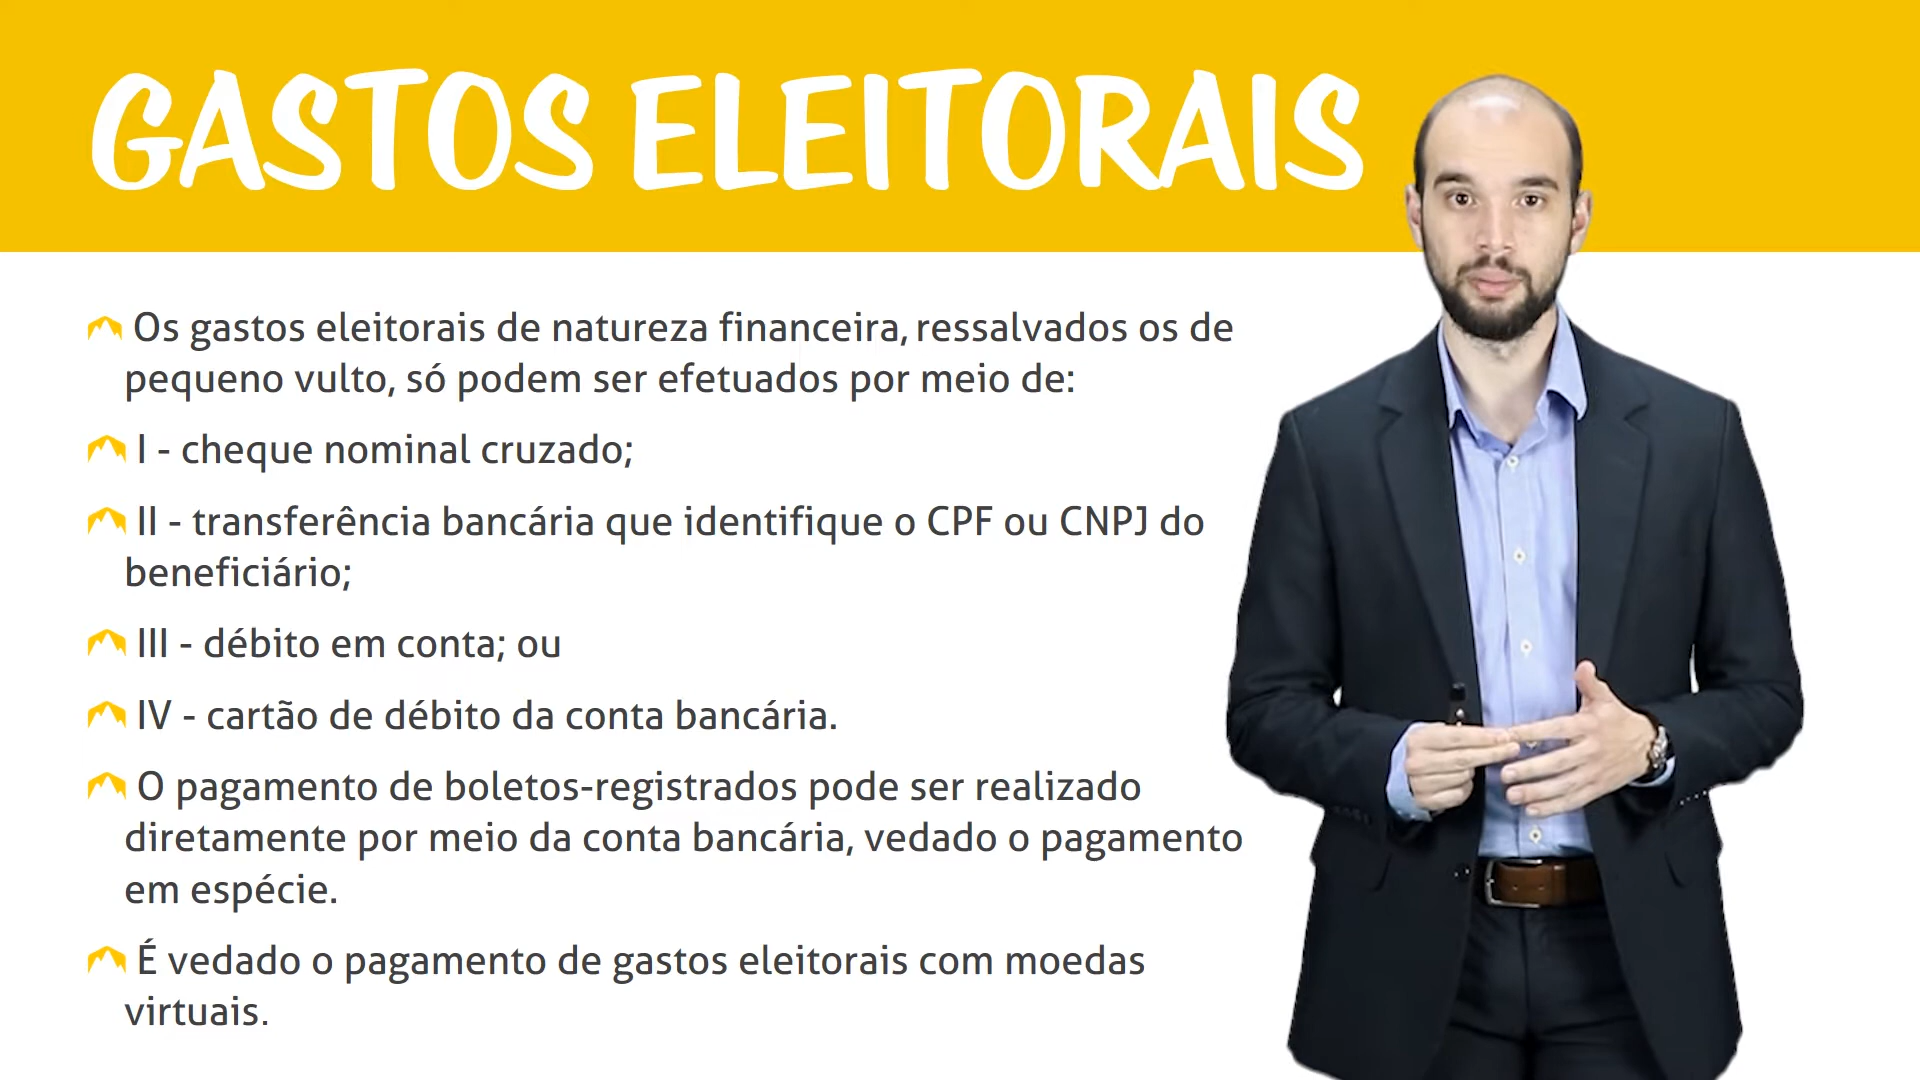 GASTOS ELEITORAIS
Os gastos eleitorais de natureza financeira, ressalvados os de
pequeno vulto, só podem ser efetuados por meio de:
I - cheque nominal cruzado;
II - transferência bancária que identifique o CPF ou CNPJ do
beneficiário;
III - débito em conta; ou
IV - cartão de débito da conta bancária.
O pagamento de boletos-registrados pode ser realizado
diretamente por meio da conta bancária, vedado o pagamento
em espécie.
É vedado o pagamento de gastos eleitorais com moedas
virtuais.